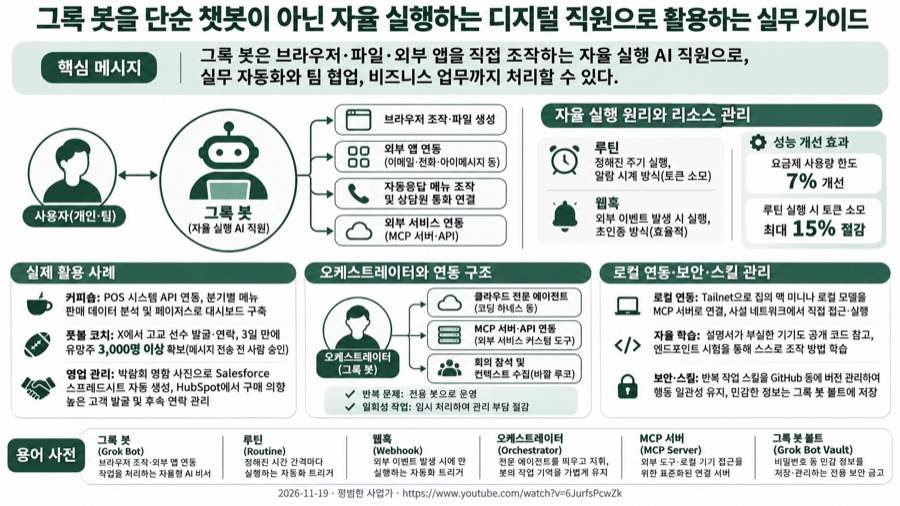 그록 봇을 단순 챗봇이 아닌 자율 실행하는 디지털 직원으로 활용하는 실무 가이드
핵심 메시지
그록 봇은 브라우저·파일·외부 앱을 직접 조작하는 자율 실행 AI 직원으로,
실무 자동화와 팀 협업, 비즈니스 업무까지 처리할 수 있다.
사용자(개인·팀)
그록 봇
(자율 실행 AI 직원)
브라우저 조작·파일 생성
외부 앱 연동
(이메일·전화·아이메시지 등)
자동응답 메뉴 조작
및 상담원 통화 연결
외부 서비스 연동
(MCP 서버·API)
자율 실행 원리와 리소스 관리
루틴
정해진 주기 실행,
알람 시계 방식(토큰 소모)
웹훅
외부 이벤트 발생 시 실행,
초인종 방식(효율적)
성능 개선 효과
요금제 사용량 한도
7% 개선
루틴 실행 시 토큰 소모
최대 15% 절감
실제 활용 사례
커피숍: POS 시스템 API 연동, 분기별 메뉴
판매 데이터 분석 및 페이저스로 대시보드 구축
풋볼 코치: X에서 고교 선수 발굴·연락, 3일 만에
유망주 3,000명 이상 확보(메시지 전송 전 사람 승인)
영업 관리: 박람회 명함 사진으로 Salesforce
스프레드시트 자동 생성, HubSpot에서 구매 의향
높은 고객 발굴 및 후속 연락 관리
오케스트레이터와 연동 구조
오케스트레이터
(그록 봇)
클라우드 전문 에이전트
(코딩 하네스 등)
MCP 서버·API 연동
(외부 서비스 커스텀 도구)
회의 참석 및
컨텍스트 수집(바깥 루프)
✓ 반복 문제: 전용 봇으로 운영
✓ 일회성 작업: 임시 처리하여 관리 부담 절감
로컬 연동·보안·스킬 관리
로컬 연동: Tailnet으로 집의 맥 미니나 로컬 모델을
MCP 서버로 연결, 사설 네트워크에서 직접 접근·실행
자율 학습: 설명서가 부실한 기기도 공개 코드 참고,
엔드포인트 시험을 통해 스스로 조작 방법 학습
보안·스킬: 반복 작업 스킬을 GitHub 등에 버전 관리하여
행동 일관성 유지, 민감한 정보는 그록 봇 볼트에 저장
용어 사전
그록 봇
(Grok Bot)
브라우저 조작·외부 앱 연동
작업을 처리하는 자율형 AI 비서
루틴
(Routine)
정해진 시간 간격마다
실행하는 자동화 트리거
웹훅
(Webhook)
외부 이벤트 발생 시에 만
실행하는 자동화 트리거
오케스트레이터
(Orchestrator)
전문 에이전트를 띄우고 지휘,
봇의 작업 기억을 가볍게 유지
MCP 서버
(MCP Server)
외부 도구·로컬 기기 접근을
위한 표준화된 연결 서버
그록 봇 볼트
(Grok Bot Vault)
비밀번호 등 민감 정보를
저장·관리하는 전용 보안 금고
2026-11-19 · 평범한 사업가 · https://www.youtube.com/watch?v=6JurfsPcwZk